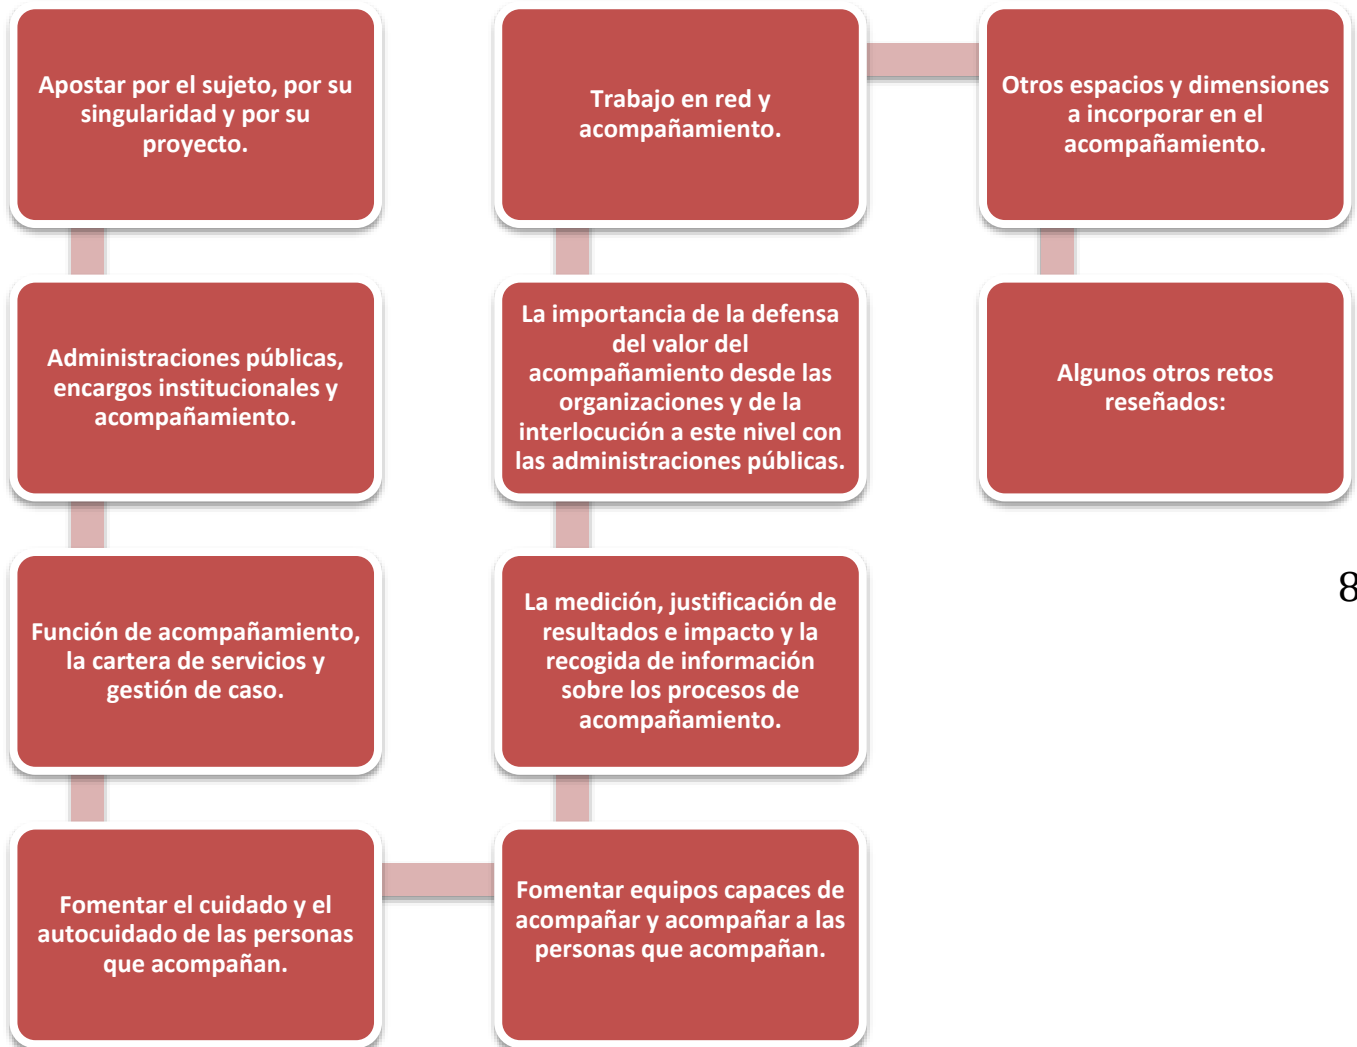 Apostar por el sujeto, por su
singularidad y por su
proyecto.
Administraciones públicas,
encargos institucionales y
acompañamiento.
Función de acompañamiento,
la cartera de servicios y
gestión de caso.
Fomentar el cuidado y el
autocuidado de las personas
que acompañan.
Fomentar equipos capaces de
acompañar y acompañar a las
personas que acompañan.
La medición, justificación de
resultados e impacto y la
recogida de información
sobre los procesos de
acompañamiento.
La importancia de la defensa
del valor del
acompañamiento desde las
organizaciones y de la
interlocución a este nivel con
las administraciones públicas.
Trabajo en red y
acompañamiento.
Otros espacios y dimensiones
a incorporar en el
acompañamiento.
Algunos otros retos
reseñados:
8